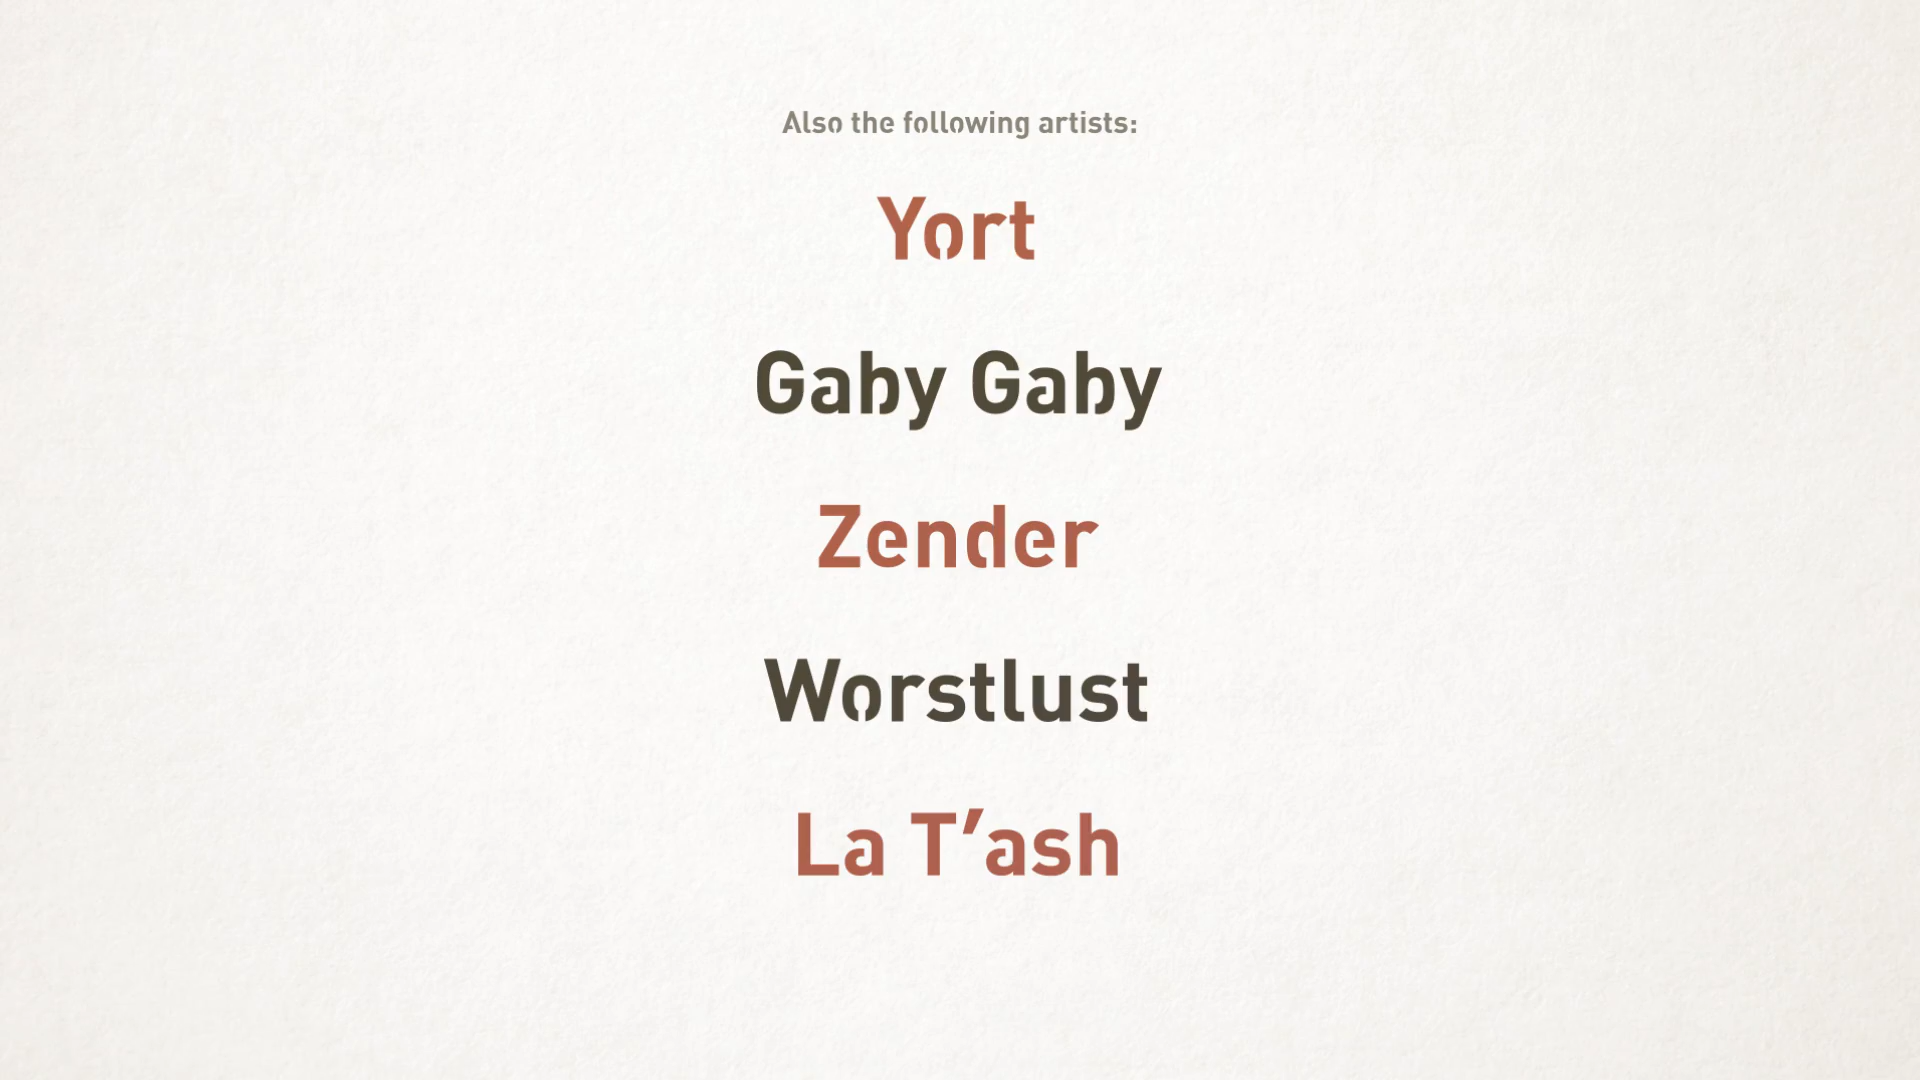 Also the following artists:
Yort
Gaby Gaby
Zender
Worstlust
La T’ash